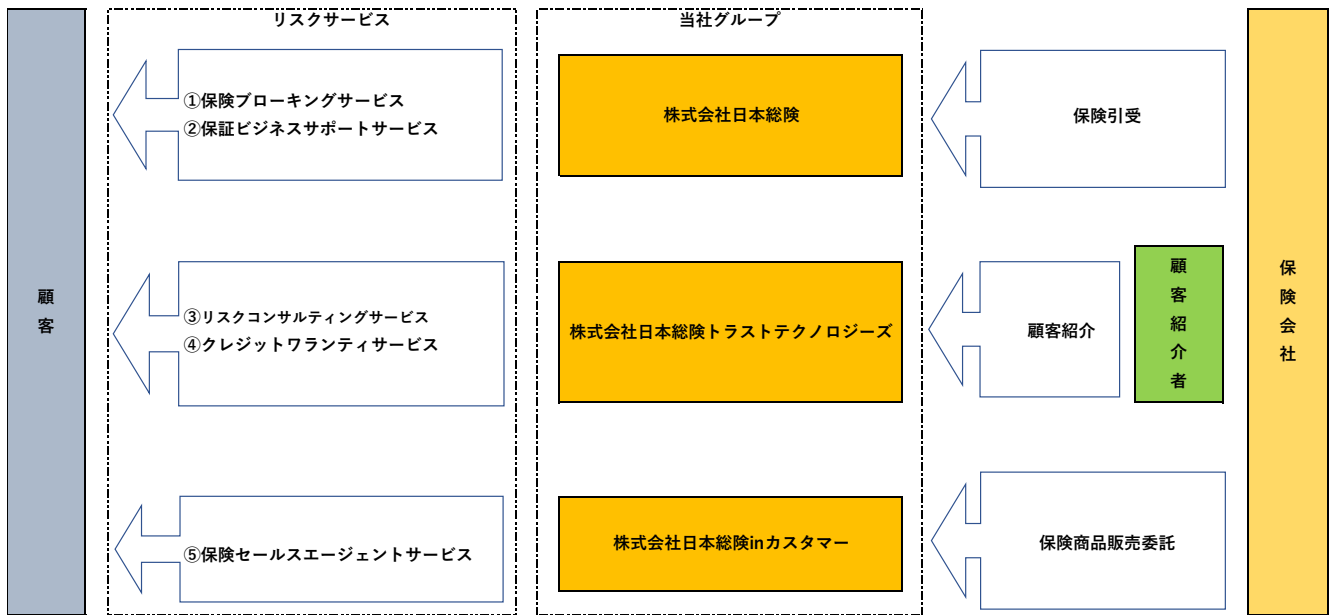 リスクサービス
当社グループ
①保険ブローキングサービス
②保証ビジネスサポートサービス
株式会社日本総険
保険引受
顧客
③リスクコンサルティングサービス
④クレジットワランティサービス
株式会社日本総険トラストテクノロジーズ
顧客紹介
顧客紹介者
保険会社
⑤保険セールスエージェントサービス
株式会社日本総険inカスタマー
保険商品販売委託